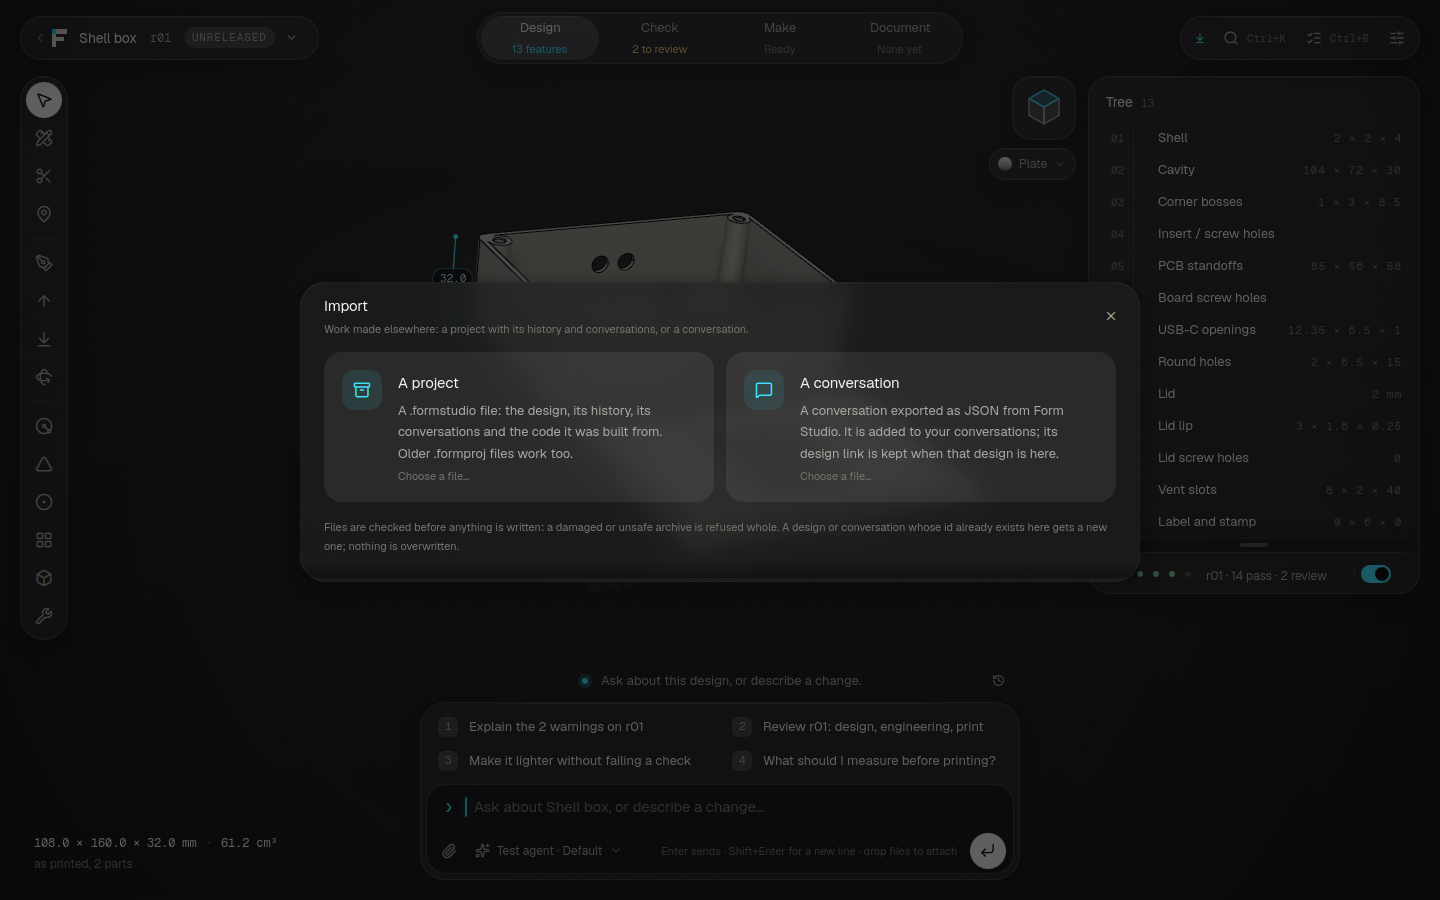 Shell box r01 UNRELEASED
Design
13 features
Check
2 to review
Make
Ready
Document
None yet
Ctrl+K
Ctrl+B
Plate
Tree 13
01 Shell 2 × 2 × 4
02 Cavity 104 × 72 × 30
03 Corner bosses 1 × 3 × 8.5
04 Insert / screw holes
05 PCB standoffs 85 × 56 × 58
Board screw holes
USB-C openings 12.35 × 6.5 × 1
Round holes 2 × 6.5 × 15
Lid 2 mm
Lid lip 3 × 1.6 × 0.25
Lid screw holes 0
Vent slots 8 × 2 × 40
Label and stamp 0 × 6 × 0
r01 · 14 pass · 2 review
32.0
Import
Work made elsewhere: a project with its history and conversations, or a conversation.
A project
A .formstudio file: the design, its history, its
conversations and the code it was built from.
Older .formproj files work too.
Choose a file...
A conversation
A conversation exported as JSON from Form
Studio. It is added to your conversations; its
design link is kept when that design is here.
Choose a file...
Files are checked before anything is written: a damaged or unsafe archive is refused whole. A design or conversation whose id already exists here gets a new
one; nothing is overwritten.
Ask about this design, or describe a change.
1 Explain the 2 warnings on r01
2 Review r01: design, engineering, print
3 Make it lighter without failing a check
4 What should I measure before printing?
Ask about Shell box, or describe a change...
Test agent · Default
Enter sends · Shift+Enter for a new line · drop files to attach
108.0 × 160.0 × 32.0 mm · 61.2 cm³
as printed, 2 parts